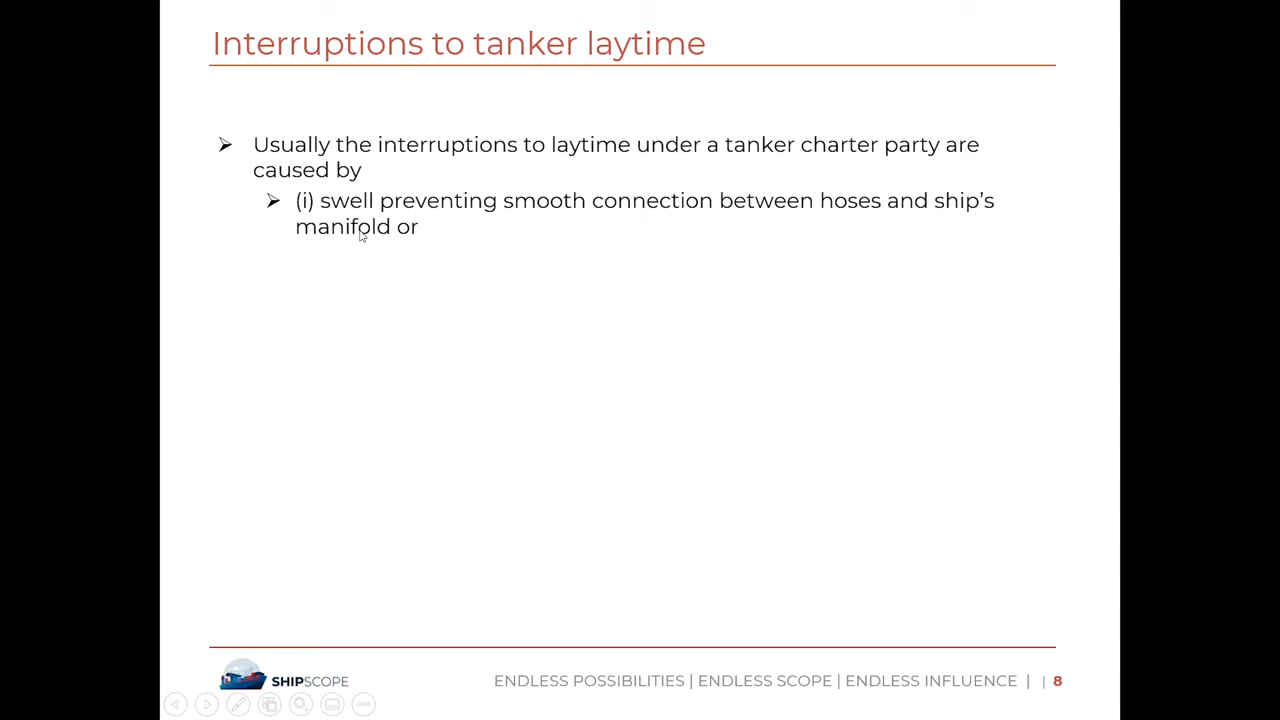 Interruptions to tanker laytime
Usually the interruptions to laytime under a tanker charter party are
caused by
(i) swell preventing smooth connection between hoses and ship’s
manifold or
SHIPSCOPE
ENDLESS POSSIBILITIES | ENDLESS SCOPE | ENDLESS INFLUENCE | | 8